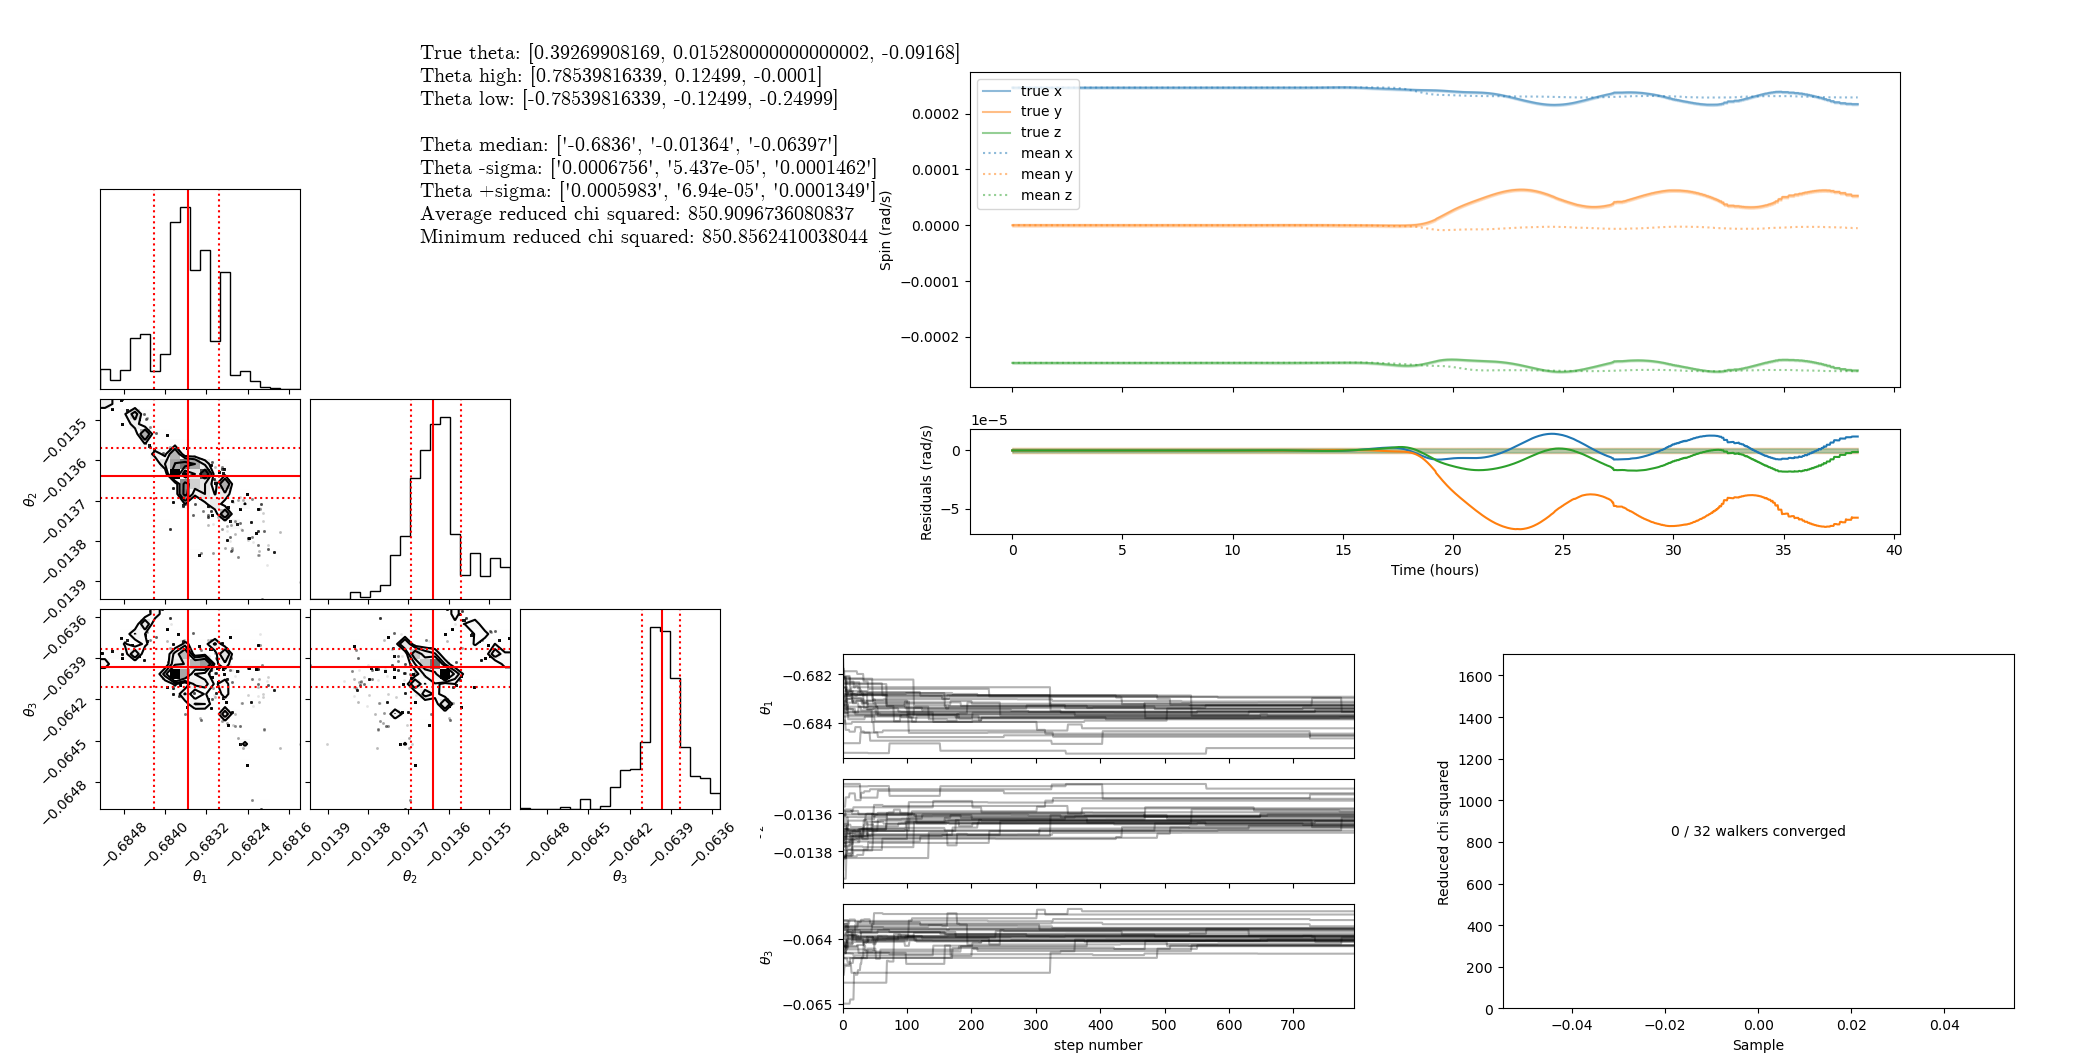 True theta: [0.39269908169, 0.015280000000000002, -0.09168]
Theta high: [0.78539816339, 0.12499, -0.0001]
Theta low: [-0.78539816339, -0.12499, -0.24999]
Theta median: ['-0.6836', '-0.01364', '-0.06397']
Theta -sigma: ['0.0006756', '5.437e-05', '0.0001462']
Theta +sigma: ['0.0005983', '6.94e-05', '0.0001349']
Average reduced chi squared: 850.9096736080837
Minimum reduced chi squared: 850.8562410038044
true x
true y
true z
mean x
mean y
mean z
Spin (rad/s)
0.0002
0.0001
0.0000
−0.0001
−0.0002
1e−5
Residuals (rad/s)
0
−5
0 5 10 15 20 25 30 35 40
Time (hours)
θ2
−0.0135
−0.0136
−0.0137
−0.0138
−0.0139
θ3
−0.0636
−0.0639
−0.0642
−0.0645
−0.0648
−0.6848 −0.6840 −0.6832 −0.6824 −0.6816
θ1
−0.0139 −0.0138 −0.0137 −0.0136 −0.0135
θ2
−0.0648 −0.0645 −0.0642 −0.0639 −0.0636
θ3
θ1
−0.682
−0.684
−0.0136
−0.0138
θ3
−0.064
−0.065
0 100 200 300 400 500 600 700
step number
Reduced chi squared
1600
1400
1200
1000
800
600
400
200
0
0 / 32 walkers converged
−0.04 −0.02 0.00 0.02 0.04
Sample